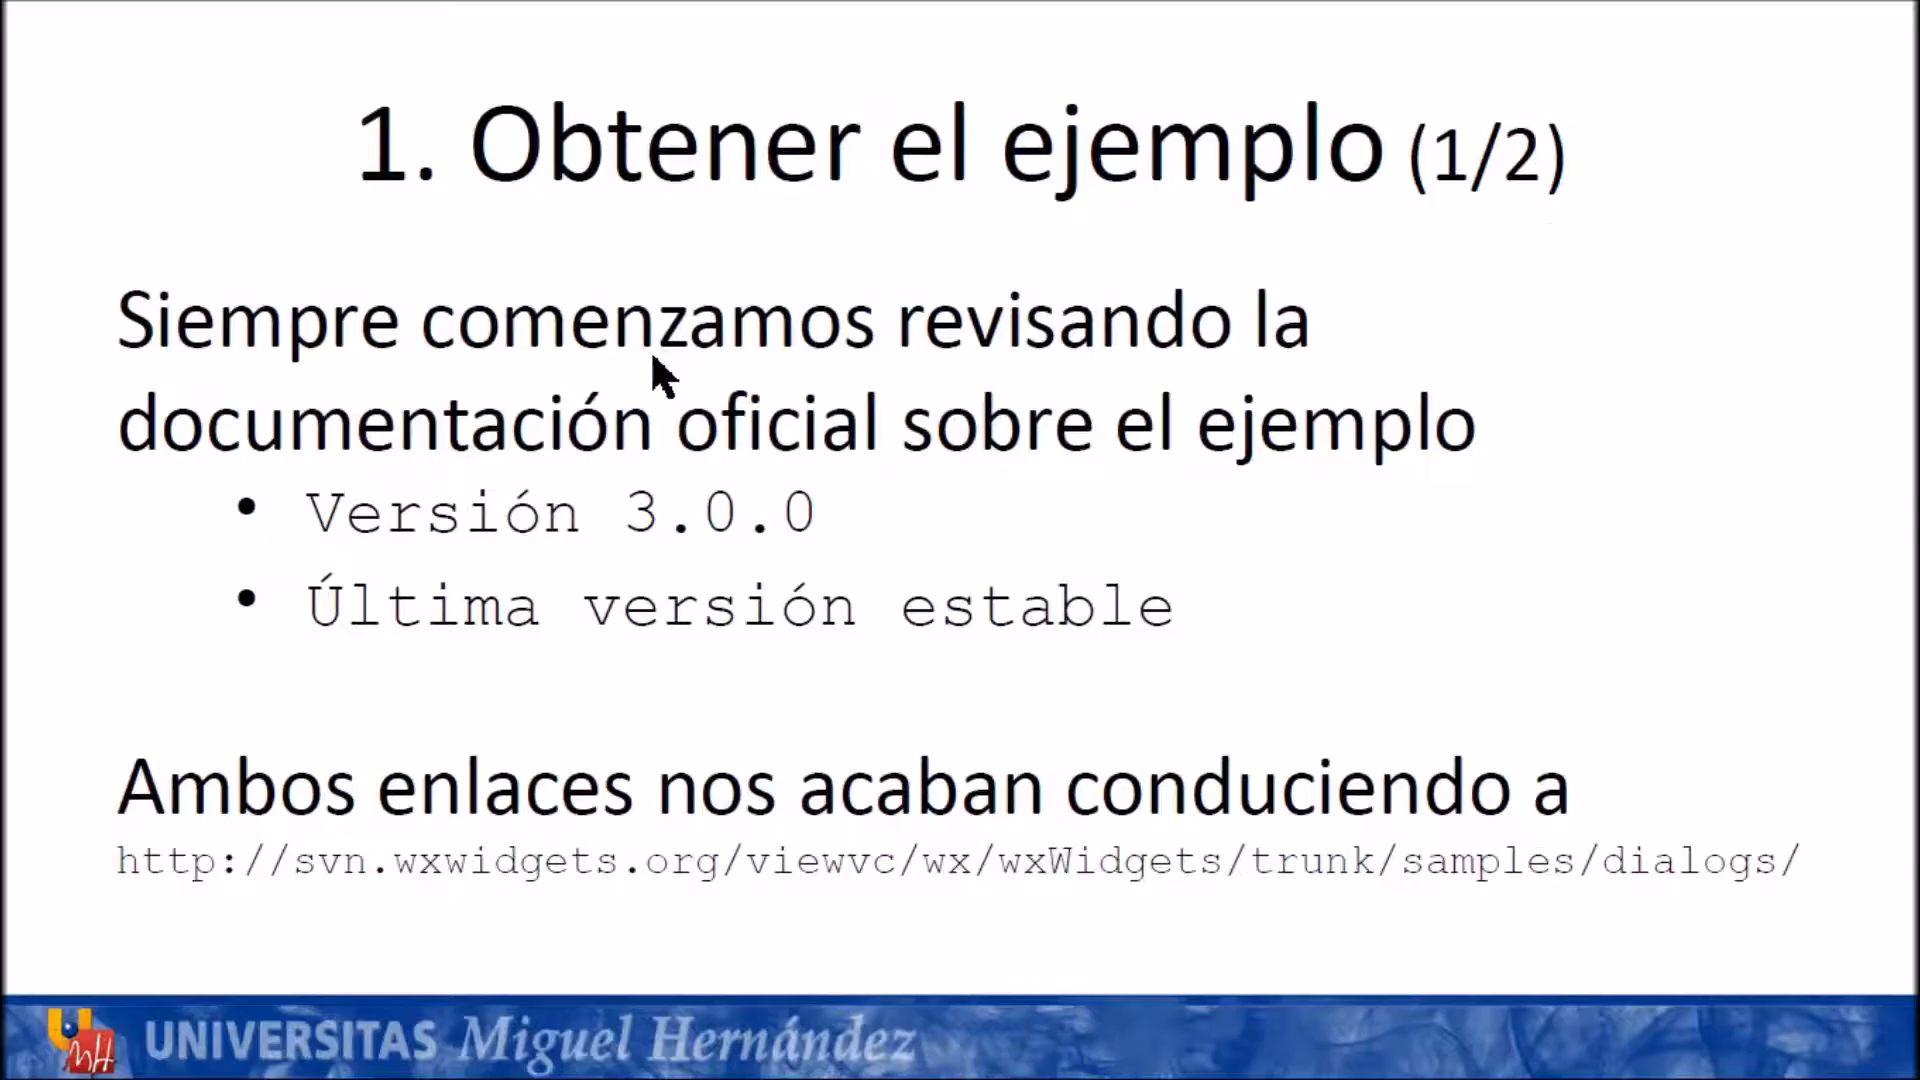 1. Obtener el ejemplo (1/2)
Siempre comenzamos revisando la
documentación oficial sobre el ejemplo
• Versión 3.0.0
• Última versión estable
Ambos enlaces nos acaban conduciendo a
http://svn.wxwidgets.org/viewvc/wx/wxWidgets/trunk/samples/dialogs/
UMH UNIVERSITAS Miguel Hernández